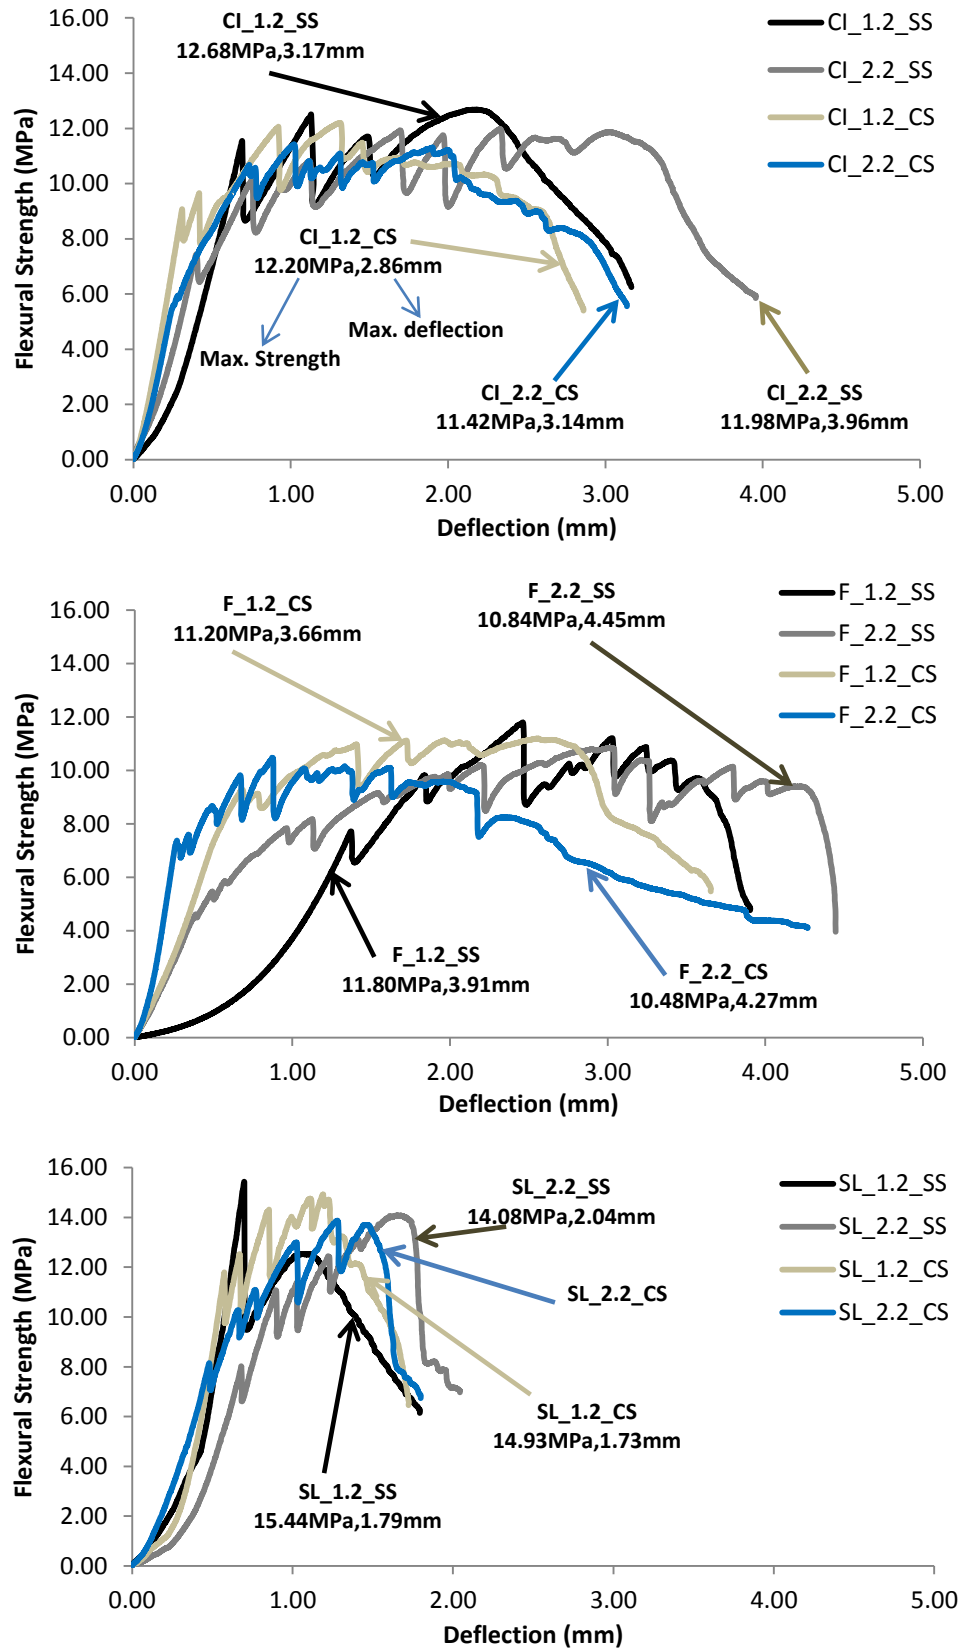 CI_1.2_SS
12.68MPa,3.17mm
CI_1.2_SS
CI_2.2_SS
CI_1.2_CS
CI_2.2_CS
Flexural Strength (MPa)
16.00
14.00
12.00
10.00
8.00
6.00
4.00
2.00
0.00
CI_1.2_CS
12.20MPa,2.86mm
Max. deflection
Max. Strength
CI_2.2_CS
11.42MPa,3.14mm
CI_2.2_SS
11.98MPa,3.96mm
0.00 1.00 2.00 3.00 4.00 5.00
Deflection (mm)
F_1.2_CS
11.20MPa,3.66mm
F_2.2_SS
10.84MPa,4.45mm
F_1.2_SS
F_2.2_SS
F_1.2_CS
F_2.2_CS
Flexural Strength (MPa)
16.00
14.00
12.00
10.00
8.00
6.00
4.00
2.00
0.00
F_1.2_SS
11.80MPa,3.91mm
F_2.2_CS
10.48MPa,4.27mm
0.00 1.00 2.00 3.00 4.00 5.00
Deflection (mm)
SL_2.2_SS
14.08MPa,2.04mm
SL_2.2_CS
SL_1.2_SS
SL_2.2_SS
SL_1.2_CS
SL_2.2_CS
Flexural Strength (MPa)
16.00
14.00
12.00
10.00
8.00
6.00
4.00
2.00
0.00
SL_1.2_CS
14.93MPa,1.73mm
SL_1.2_SS
15.44MPa,1.79mm
0.00 1.00 2.00 3.00 4.00 5.00
Deflection (mm)